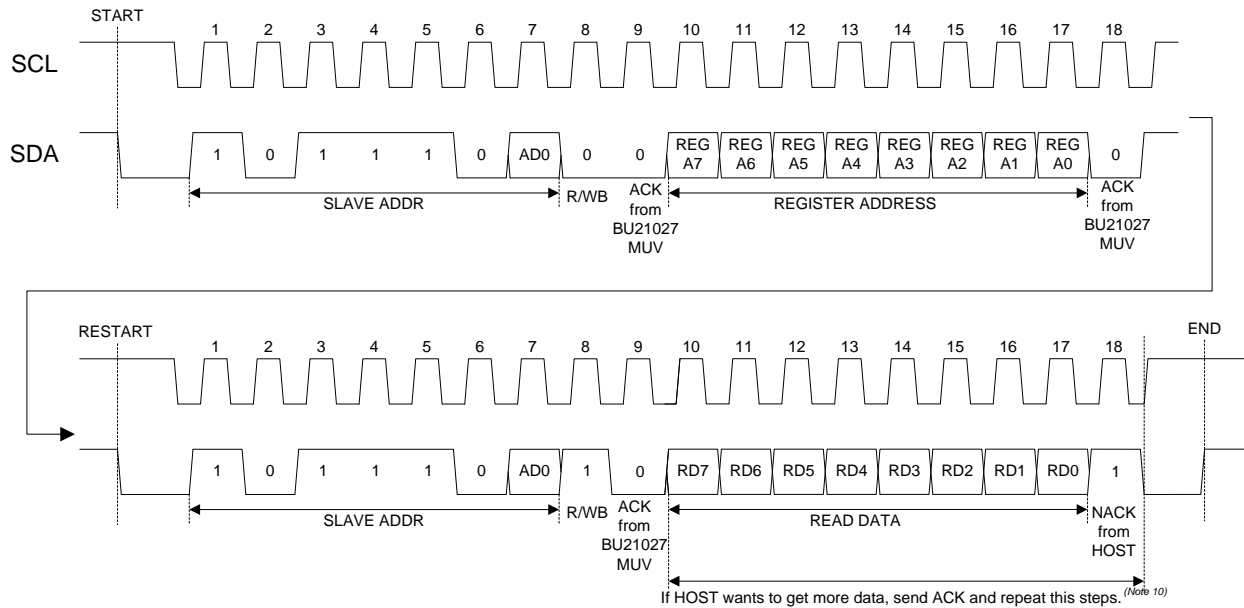 START
1 2 3 4 5 6 7 8 9 10 11 12 13 14 15 16 17 18
SCL
SDA
1 0 1 1 1 0 AD0 0 0 REG A7 REG A6 REG A5 REG A4 REG A3 REG A2 REG A1 REG A0 0
SLAVE ADDR
R/WB
ACK
from
BU21027
MUV
REGISTER ADDRESS
ACK
from
BU21027
MUV
RESTART
END
1 2 3 4 5 6 7 8 9 10 11 12 13 14 15 16 17 18
1 0 1 1 1 0 AD0 1 0 RD7 RD6 RD5 RD4 RD3 RD2 RD1 RD0 1
SLAVE ADDR
R/WB
ACK
from
BU21027
MUV
READ DATA
NACK
from
HOST
If HOST wants to get more data, send ACK and repeat this steps. (Note 10)